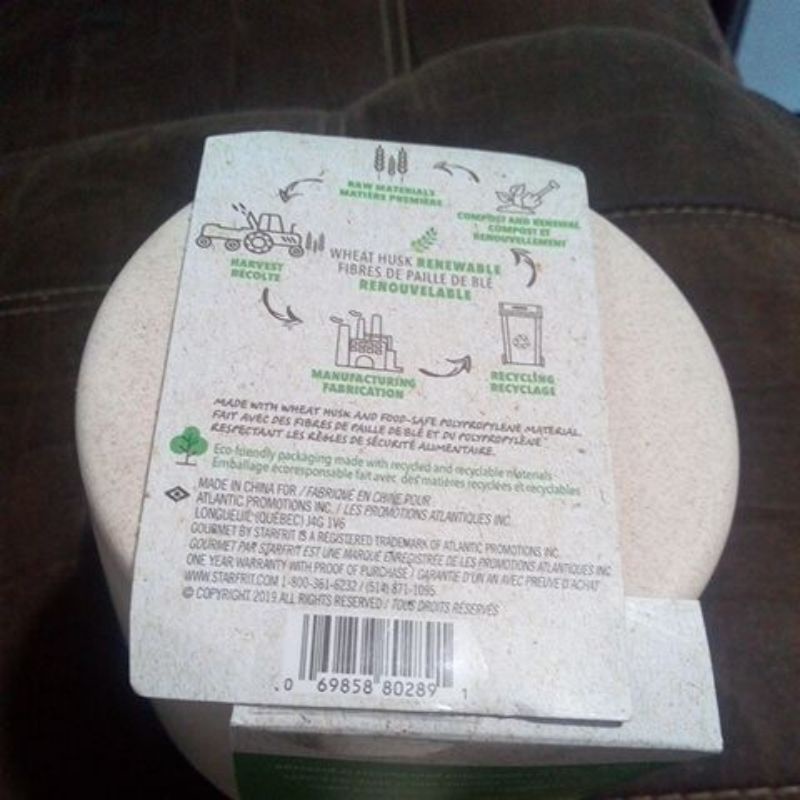 RAW MATERIALS
MATIÈRE PREMIÈRE
COMPOST AND RENEWAL
COMPOST ET
RENOUVELLEMENT
HARVEST
RÉCOLTE
WHEAT HUSK RENEWABLE
FIBRES DE PAILLE DE BLÉ
RENOUVELABLE
MANUFACTURING
FABRICATION
RECYCLING
RECYCLAGE
MADE WITH WHEAT HUSK AND FOOD-SAFE POLYPROPYLENE MATERIAL.
FAIT AVEC DES FIBRES DE PAILLE DE BLÉ ET DU POLYPROPYLÈNE
RESPECTANT LES RÈGLES DE SÉCURITÉ ALIMENTAIRE.
Eco-friendly packaging made with recycled and recyclable materials
Emballage écoresponsable fait avec des matières recyclées et recyclables
MADE IN CHINA FOR / FABRIQUÉ EN CHINE POUR
ATLANTIC PROMOTIONS INC. / LES PROMOTIONS ATLANTIQUES INC.
LONGUEUIL (QUÉBEC) J4G 1V6
GOURMET BY STARFRIT IS A REGISTERED TRADEMARK OF ATLANTIC PROMOTIONS INC.
GOURMET PAR STARFRIT EST UNE MARQUE ENREGISTRÉE DE LES PROMOTIONS ATLANTIQUES INC.
ONE YEAR WARRANTY WITH PROOF OF PURCHASE / GARANTIE D'UN AN AVEC PREUVE D'ACHAT
WWW.STARFRIT.COM 1-800-361-6232 / (514) 871-1095
© COPYRIGHT 2019 ALL RIGHTS RESERVED / TOUS DROITS RÉSERVÉS
0 69858 80289 1